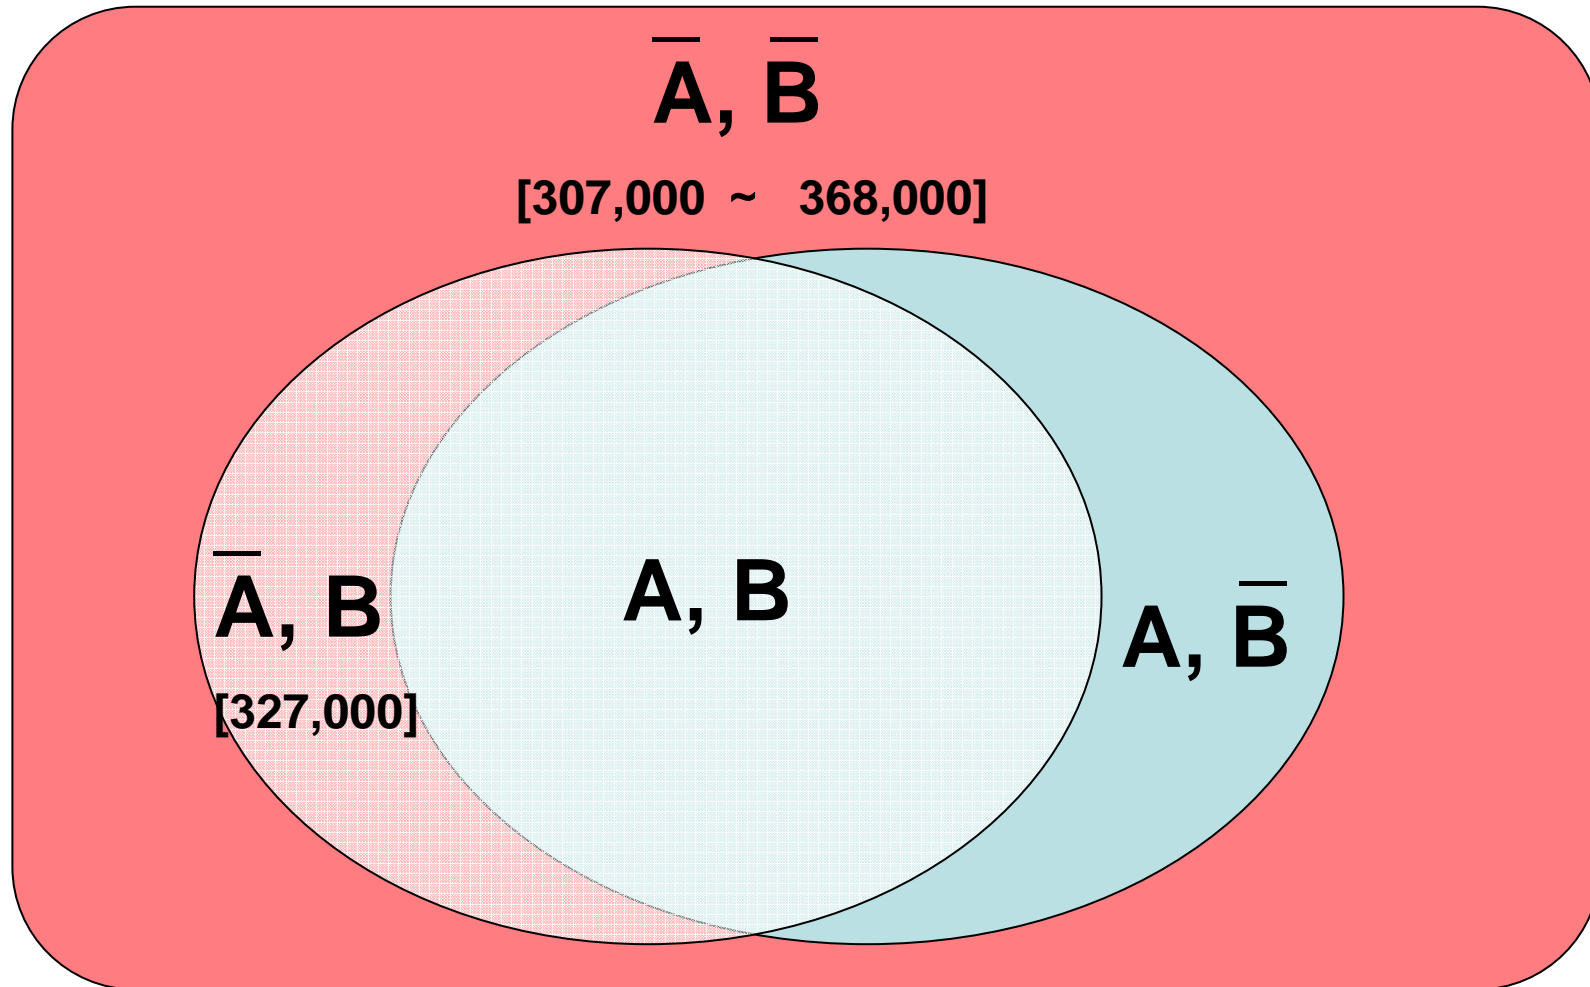 A̅, B̅
[307,000 ~ 368,000]
A̅, B
[327,000]
A, B
A, B̅